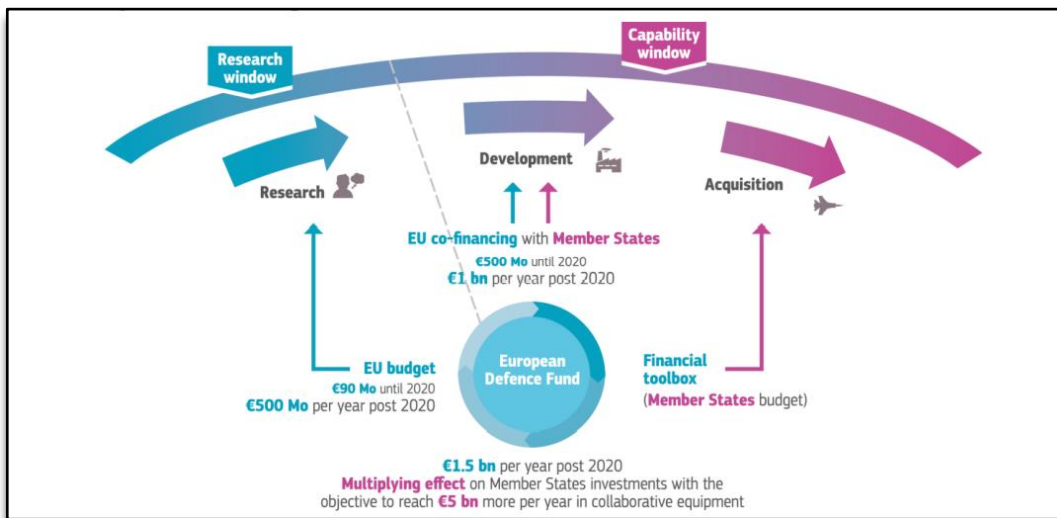 Research
window
Capability
window
Research
Development
Acquisition
EU co-financing with Member States
€500 Mo until 2020
€1 bn per year post 2020
EU budget
€90 Mo until 2020
€500 Mo per year post 2020
European
Defence Fund
Financial
toolbox
(Member States budget)
€1.5 bn per year post 2020
Multiplying effect on Member States investments with the
objective to reach €5 bn more per year in collaborative equipment